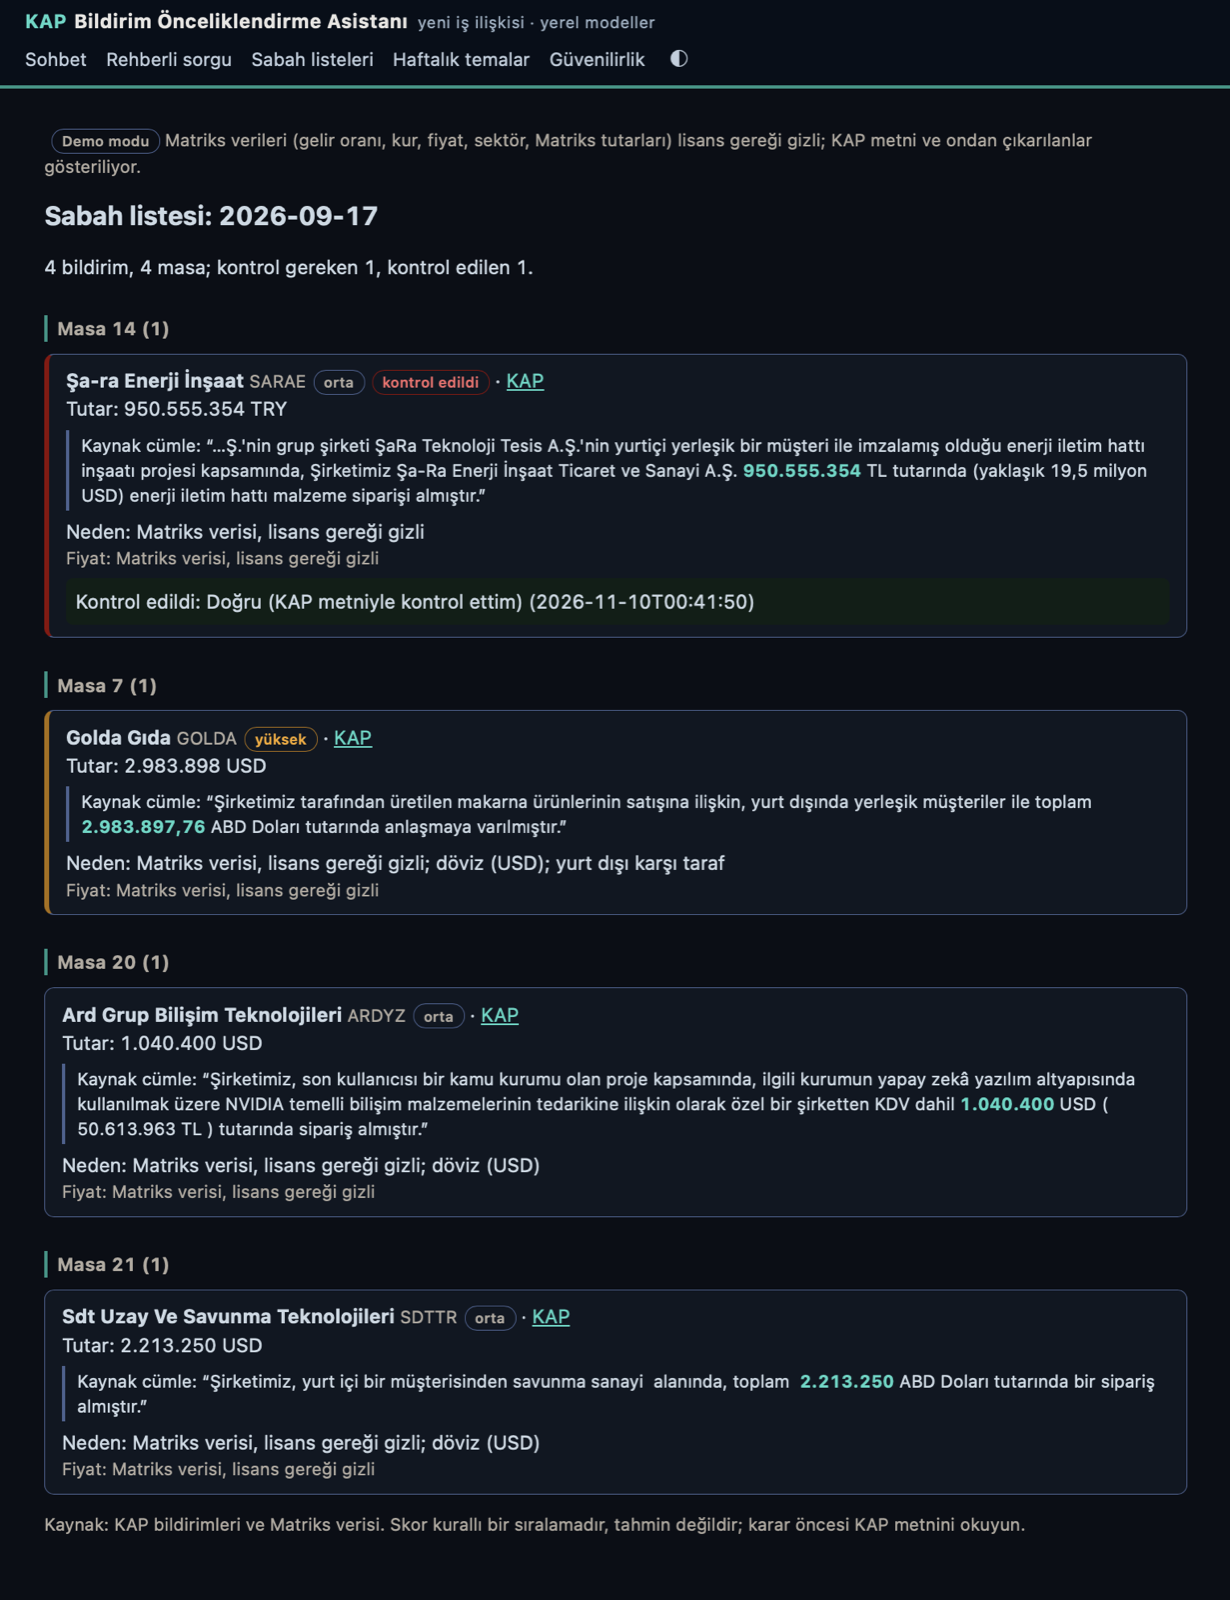 KAP Bildirim Önceliklendirme Asistanı yeni iş ilişkisi · yerel modeller
Sohbet Rehberli sorgu Sabah listeleri Haftalık temalar Güvenilirlik
Demo modu Matriks verileri (gelir oranı, kur, fiyat, sektör, Matriks tutarları) lisans gereği gizli; KAP metni ve ondan çıkarılanlar
gösteriliyor.
Sabah listesi: 2026-09-17
4 bildirim, 4 masa; kontrol gereken 1, kontrol edilen 1.
Masa 14 (1)
Şa-ra Enerji İnşaat SARAE orta kontrol edildi · KAP
Tutar: 950.555.354 TRY
Kaynak cümle: “…Ş.'nin grup şirketi ŞaRa Teknoloji Tesis A.Ş.'nin yurtiçi yerleşik bir müşteri ile imzalamış olduğu enerji iletim hattı
inşaatı projesi kapsamında, Şirketimiz Şa-Ra Enerji İnşaat Ticaret ve Sanayi A.Ş. 950.555.354 TL tutarında (yaklaşık 19,5 milyon
USD) enerji iletim hattı malzeme siparişi almıştır.”
Neden: Matriks verisi, lisans gereği gizli
Fiyat: Matriks verisi, lisans gereği gizli
Kontrol edildi: Doğru (KAP metniyle kontrol ettim) (2026-11-10T00:41:50)
Masa 7 (1)
Golda Gıda GOLDA yüksek · KAP
Tutar: 2.983.898 USD
Kaynak cümle: “Şirketimiz tarafından üretilen makarna ürünlerinin satışına ilişkin, yurt dışında yerleşik müşteriler ile toplam
2.983.897,76 ABD Doları tutarında anlaşmaya varılmıştır.”
Neden: Matriks verisi, lisans gereği gizli; döviz (USD); yurt dışı karşı taraf
Fiyat: Matriks verisi, lisans gereği gizli
Masa 20 (1)
Ard Grup Bilişim Teknolojileri ARDYZ orta · KAP
Tutar: 1.040.400 USD
Kaynak cümle: “Şirketimiz, son kullanıcısı bir kamu kurumu olan proje kapsamında, ilgili kurumun yapay zekâ yazılım altyapısında
kullanılmak üzere NVIDIA temelli bilişim malzemelerinin tedarikine ilişkin olarak özel bir şirketten KDV dahil 1.040.400 USD (
50.613.963 TL ) tutarında sipariş almıştır.”
Neden: Matriks verisi, lisans gereği gizli; döviz (USD)
Fiyat: Matriks verisi, lisans gereği gizli
Masa 21 (1)
Sdt Uzay Ve Savunma Teknolojileri SDTTR orta · KAP
Tutar: 2.213.250 USD
Kaynak cümle: “Şirketimiz, yurt içi bir müşterisinden savunma sanayi  alanında, toplam  2.213.250 ABD Doları tutarında bir sipariş
almıştır.”
Neden: Matriks verisi, lisans gereği gizli; döviz (USD)
Fiyat: Matriks verisi, lisans gereği gizli
Kaynak: KAP bildirimleri ve Matriks verisi. Skor kurallı bir sıralamadır, tahmin değildir; karar öncesi KAP metnini okuyun.